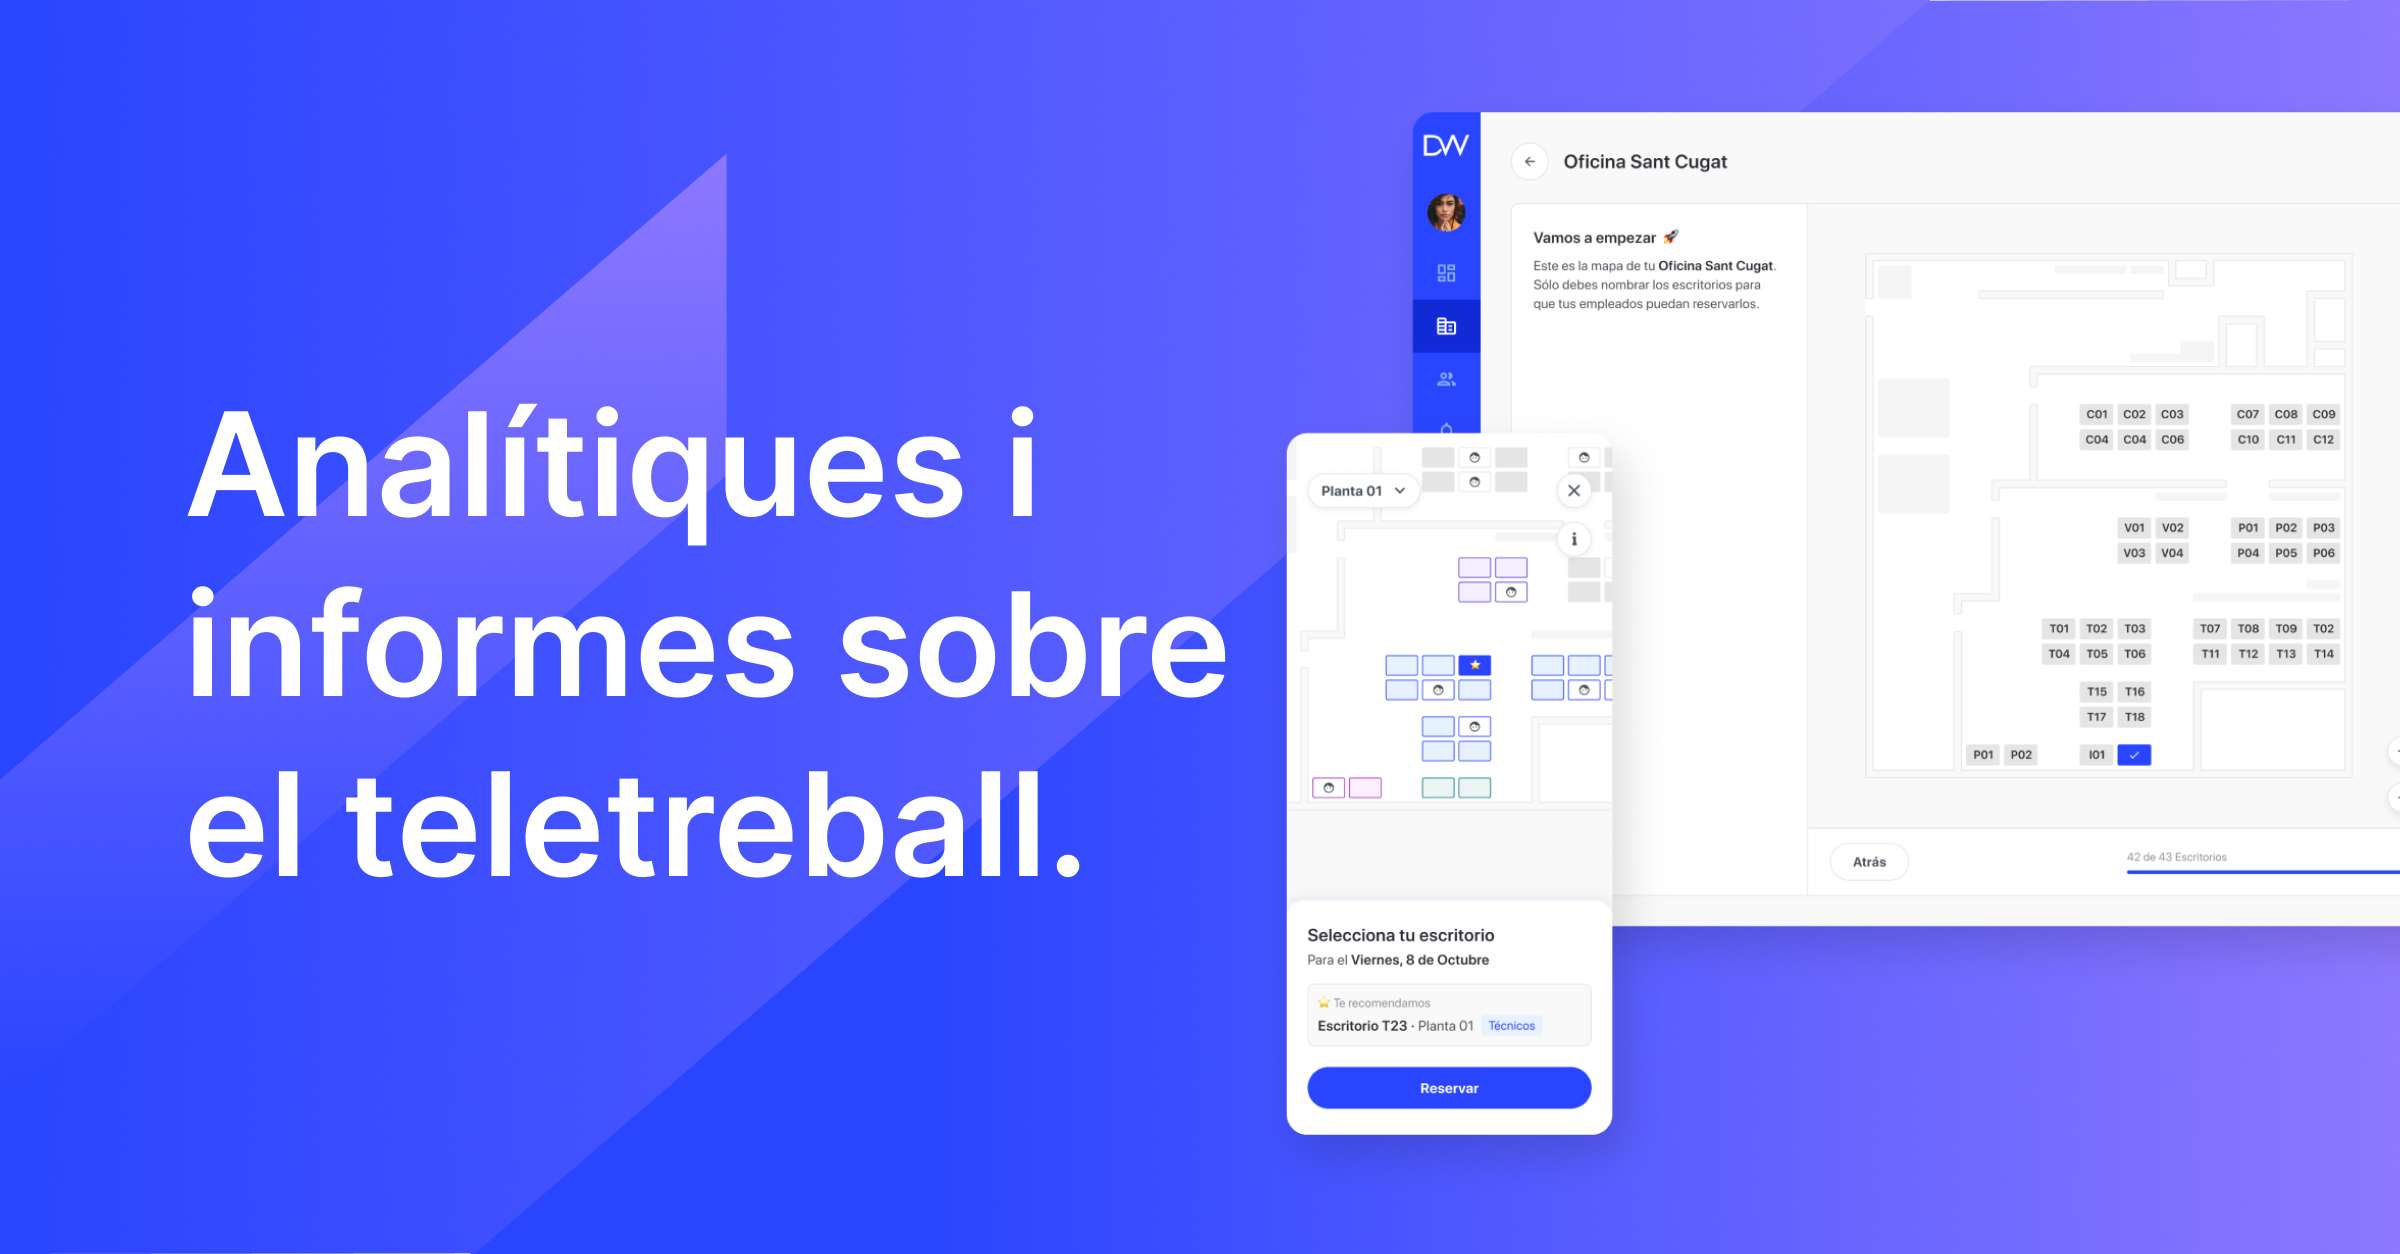 Analítiques i
informes sobre
el teletreball.
DW
Oficina Sant Cugat
Vamos a empezar 🚀
Este es la mapa de tu Oficina Sant Cugat.
Sólo debes nombrar los escritorios para
que tus empleados puedan reservarlos.
C01 C02 C03 C07 C08 C09
C04 C04 C06 C10 C11 C12
V01 V02 P01 P02 P03
V03 V04 P04 P05 P06
T01 T02 T03 T07 T08 T09 T02
T04 T05 T06 T11 T12 T13 T14
T15 T16
T17 T18
P01 P02 I01
Atrás
42 de 43 Escritorios
Planta 01
Selecciona tu escritorio
Para el Viernes, 8 de Octubre
⭐ Te recomendamos
Escritorio T23 · Planta 01 Técnicos
Reservar